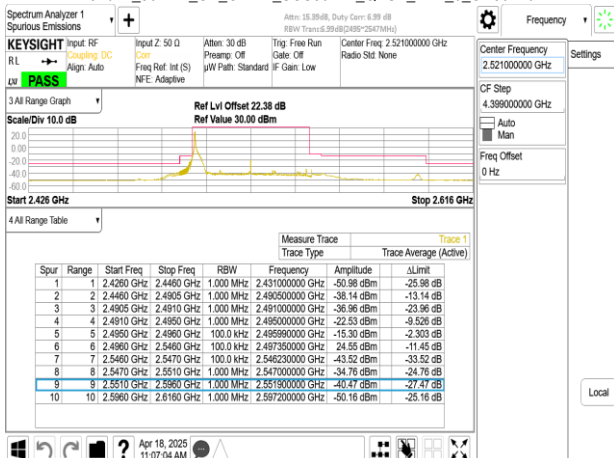 Spectrum Analyzer 1
Spurious Emissions
Attn: 15.39dB, Duty Corr: 6.99 dB
RBW Trans:6.99dB(2495~2547MHz)
Frequency
KEYSIGHT
RL
PASS
Input: RF
Coupling: DC
Align: Auto
Input Z: 50 Ω
Corr
Freq Ref: Int (S)
NFE: Adaptive
Atten: 30 dB
Preamp: Off
µW Path: Standard
Trig: Free Run
Gate: Off
IF Gain: Low
Center Freq: 2.521000000 GHz
Radio Std: None
Center Frequency
2.521000000 GHz
Settings
CF Step
4.399000000 GHz
Auto
Man
Freq Offset
0 Hz
3 All Range Graph
Scale/Div 10.0 dB
Ref Lvl Offset 22.38 dB
Ref Value 30.00 dBm
20.0
0.00
-20.0
-40.0
-60.0
Start 2.426 GHz
Stop 2.616 GHz
4 All Range Table
Measure Trace Trace 1
Trace Type Trace Average (Active)
Spur Range Start Freq Stop Freq RBW Frequency Amplitude ΔLimit
1 1 2.4260 GHz 2.4460 GHz 1.000 MHz 2.431000000 GHz -50.98 dBm -25.98 dB
2 2 2.4460 GHz 2.4905 GHz 1.000 MHz 2.490500000 GHz -38.14 dBm -13.14 dB
3 3 2.4905 GHz 2.4910 GHz 1.000 MHz 2.491000000 GHz -36.96 dBm -23.96 dB
4 4 2.4910 GHz 2.4950 GHz 1.000 MHz 2.495000000 GHz -22.53 dBm -9.526 dB
5 5 2.4950 GHz 2.4960 GHz 100.0 kHz 2.495990000 GHz -15.30 dBm -2.303 dB
6 6 2.4960 GHz 2.5460 GHz 100.0 kHz 2.497350000 GHz 24.55 dBm -11.45 dB
7 7 2.5460 GHz 2.5470 GHz 100.0 kHz 2.546230000 GHz -43.52 dBm -33.52 dB
8 8 2.5470 GHz 2.5510 GHz 1.000 MHz 2.547000000 GHz -34.76 dBm -24.76 dB
9 9 2.5510 GHz 2.5960 GHz 1.000 MHz 2.551900000 GHz -40.47 dBm -27.47 dB
10 10 2.5960 GHz 2.6160 GHz 1.000 MHz 2.597200000 GHz -50.16 dBm -25.16 dB
Local
?
Apr 18, 2025
11:07:04 AM